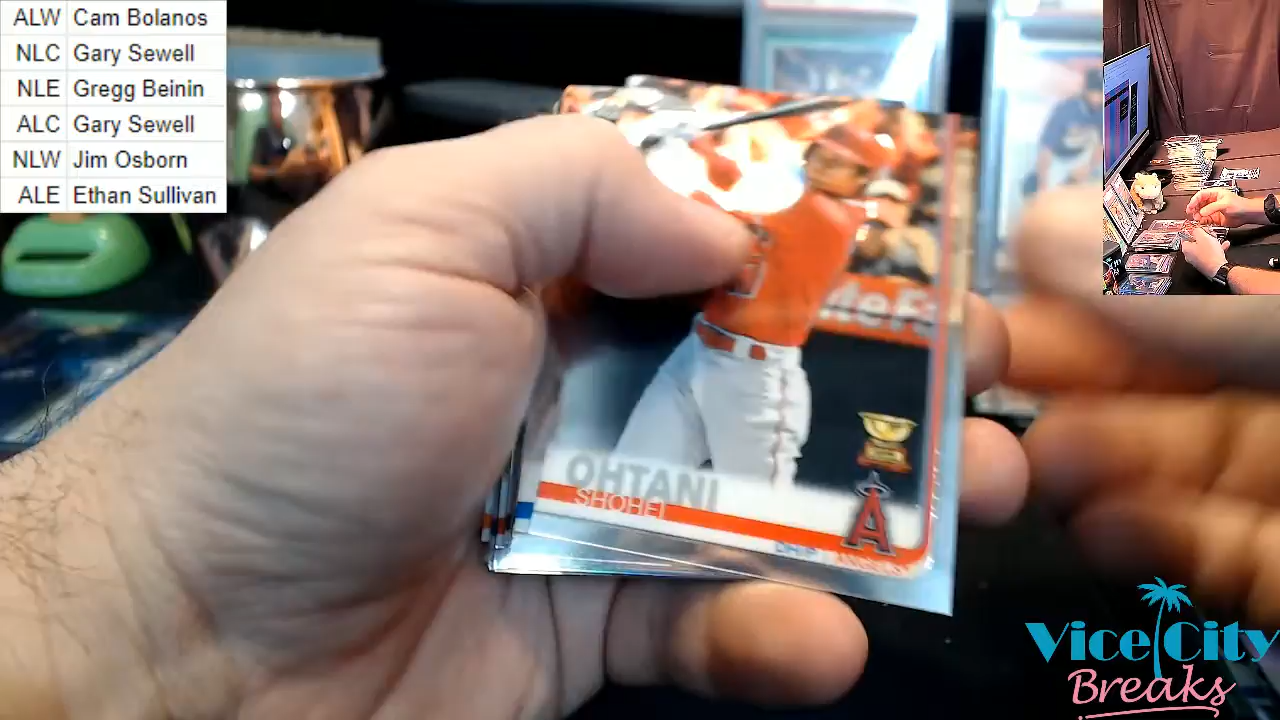 ALW Cam Bolanos
NLC Gary Sewell
NLE Gregg Beinin
ALC Gary Sewell
NLW Jim Osborn
ALE Ethan Sullivan
OHTANI
SHOHEI
A
Vice City
Breaks